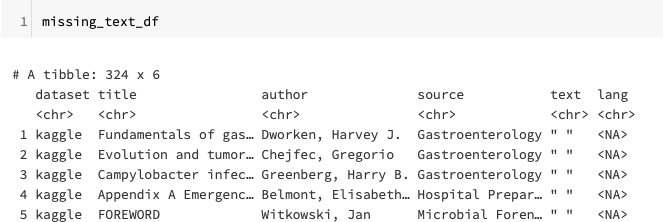 1 missing_text_df
# A tibble: 324 x 6
dataset title author source text lang
<chr> <chr> <chr> <chr> <chr> <chr>
1 kaggle Fundamentals of gas… Dworken, Harvey J. Gastroenterology " " <NA>
2 kaggle Evolution and tumor… Chejfec, Gregorio Gastroenterology " " <NA>
3 kaggle Campylobacter infec… Greenberg, Harry B. Gastroenterology " " <NA>
4 kaggle Appendix A Emergenc… Belmont, Elisabeth… Hospital Prepar… " " <NA>
5 kaggle FOREWORD Witkowski, Jan Microbial Foren… " " <NA>